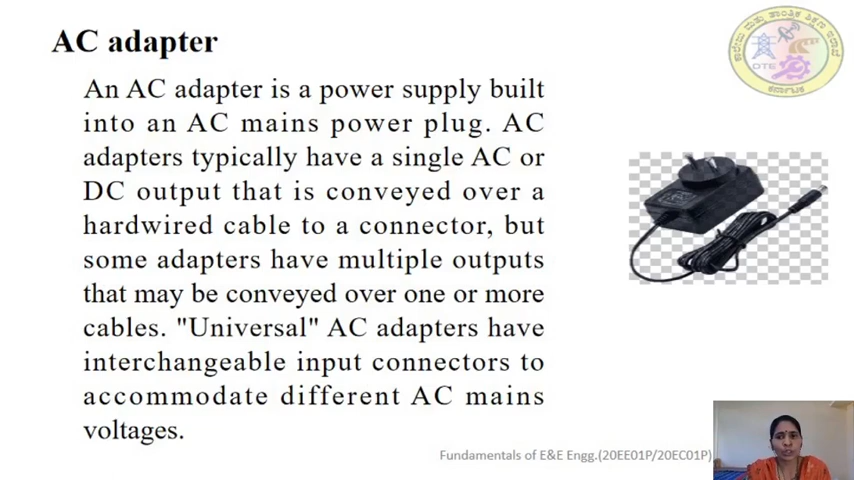 AC adapter
An AC adapter is a power supply built
into an AC mains power plug. AC
adapters typically have a single AC or
DC output that is conveyed over a
hardwired cable to a connector, but
some adapters have multiple outputs
that may be conveyed over one or more
cables. "Universal" AC adapters have
interchangeable input connectors to
accommodate different AC mains
voltages.
DTE
ಕರ್ನಾಟಕ
Fundamentals of E&E Engg.(20EE01P/20EC01P)